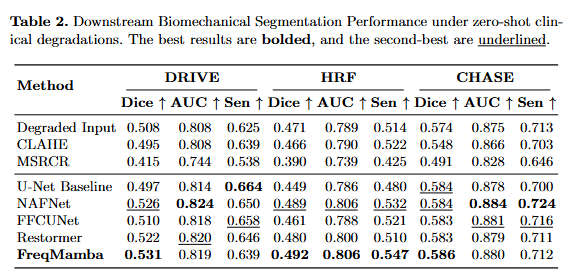 Table 2. Downstream Biomechanical Segmentation Performance under zero-shot clin-
ical degradations. The best results are bolded, and the second-best are underlined.
Method DRIVE HRF CHASE
Dice ↑ AUC ↑ Sen ↑ Dice ↑ AUC ↑ Sen ↑ Dice ↑ AUC ↑ Sen ↑
Degraded Input 0.508 0.808 0.625 0.471 0.789 0.514 0.574 0.875 0.713
CLAHE 0.495 0.808 0.639 0.466 0.790 0.522 0.548 0.866 0.703
MSRCR 0.415 0.744 0.538 0.390 0.739 0.425 0.491 0.828 0.646
U-Net Baseline 0.497 0.814 0.664 0.449 0.786 0.480 0.584 0.878 0.700
NAFNet 0.526 0.824 0.650 0.489 0.806 0.532 0.584 0.884 0.724
FFCUNet 0.510 0.818 0.658 0.461 0.788 0.521 0.583 0.881 0.716
Restormer 0.522 0.820 0.646 0.480 0.800 0.510 0.583 0.879 0.711
FreqMamba 0.531 0.819 0.639 0.492 0.806 0.547 0.586 0.880 0.712